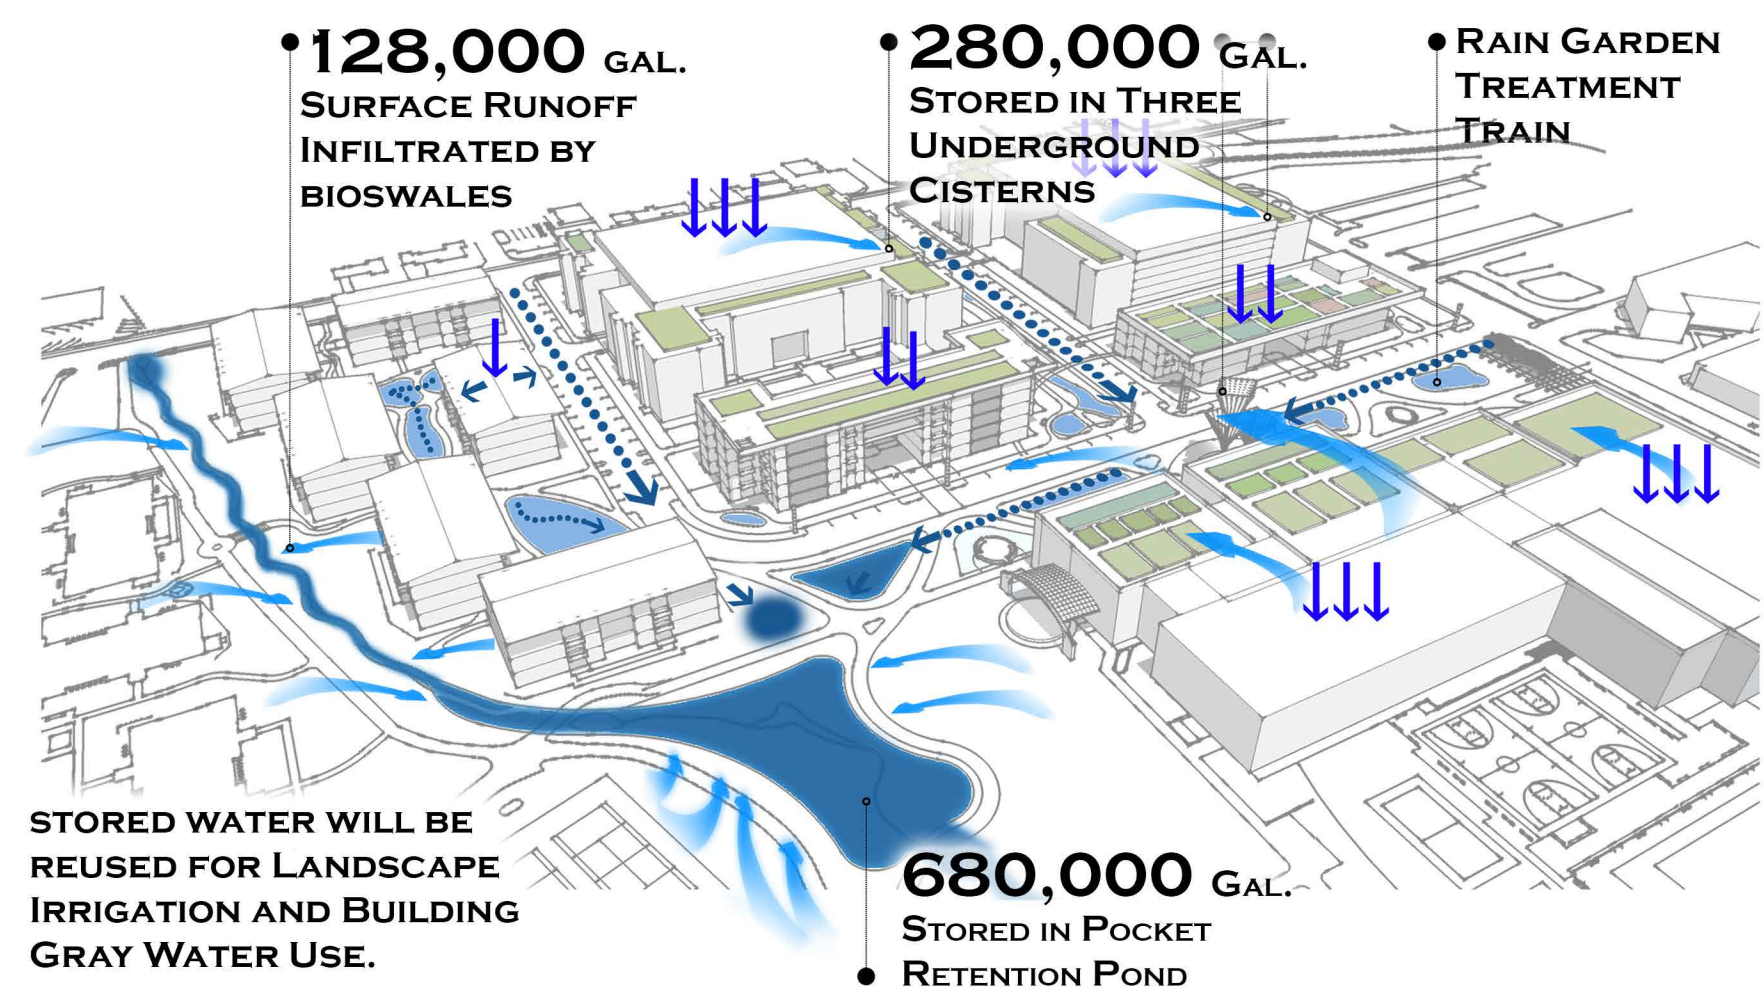 128,000 GAL.
SURFACE RUNOFF
INFILTRATED BY
BIOSWALES
280,000 GAL.
STORED IN THREE
UNDERGROUND
CISTERNS
RAIN GARDEN
TREATMENT
TRAIN
STORED WATER WILL BE
REUSED FOR LANDSCAPE
IRRIGATION AND BUILDING
GRAY WATER USE.
680,000 GAL.
STORED IN POCKET
RETENTION POND